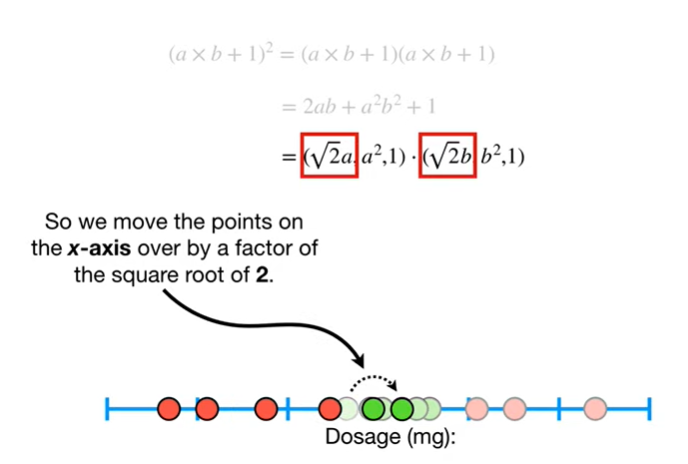 (a × b + 1)² = (a × b + 1)(a × b + 1)
= 2ab + a²b² + 1
= (√2a, a²,1) · (√2b, b²,1)
So we move the points on
the x-axis over by a factor of
the square root of 2.
Dosage (mg):